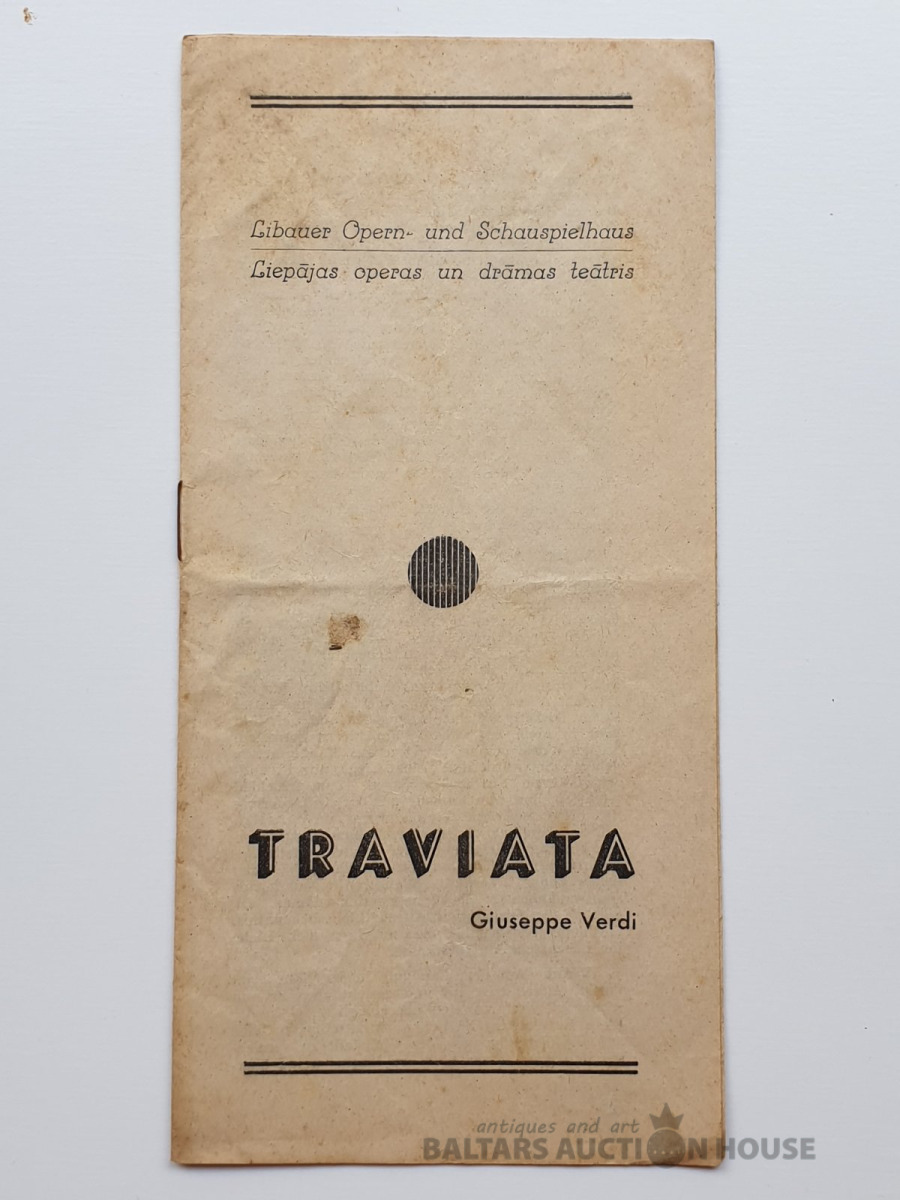 Libauer Opern- und Schauspielhaus
Liepājas operas un drāmas teātris
TRAVIATA
Giuseppe Verdi
antiques and art
BALTARS AUCTION HOUSE